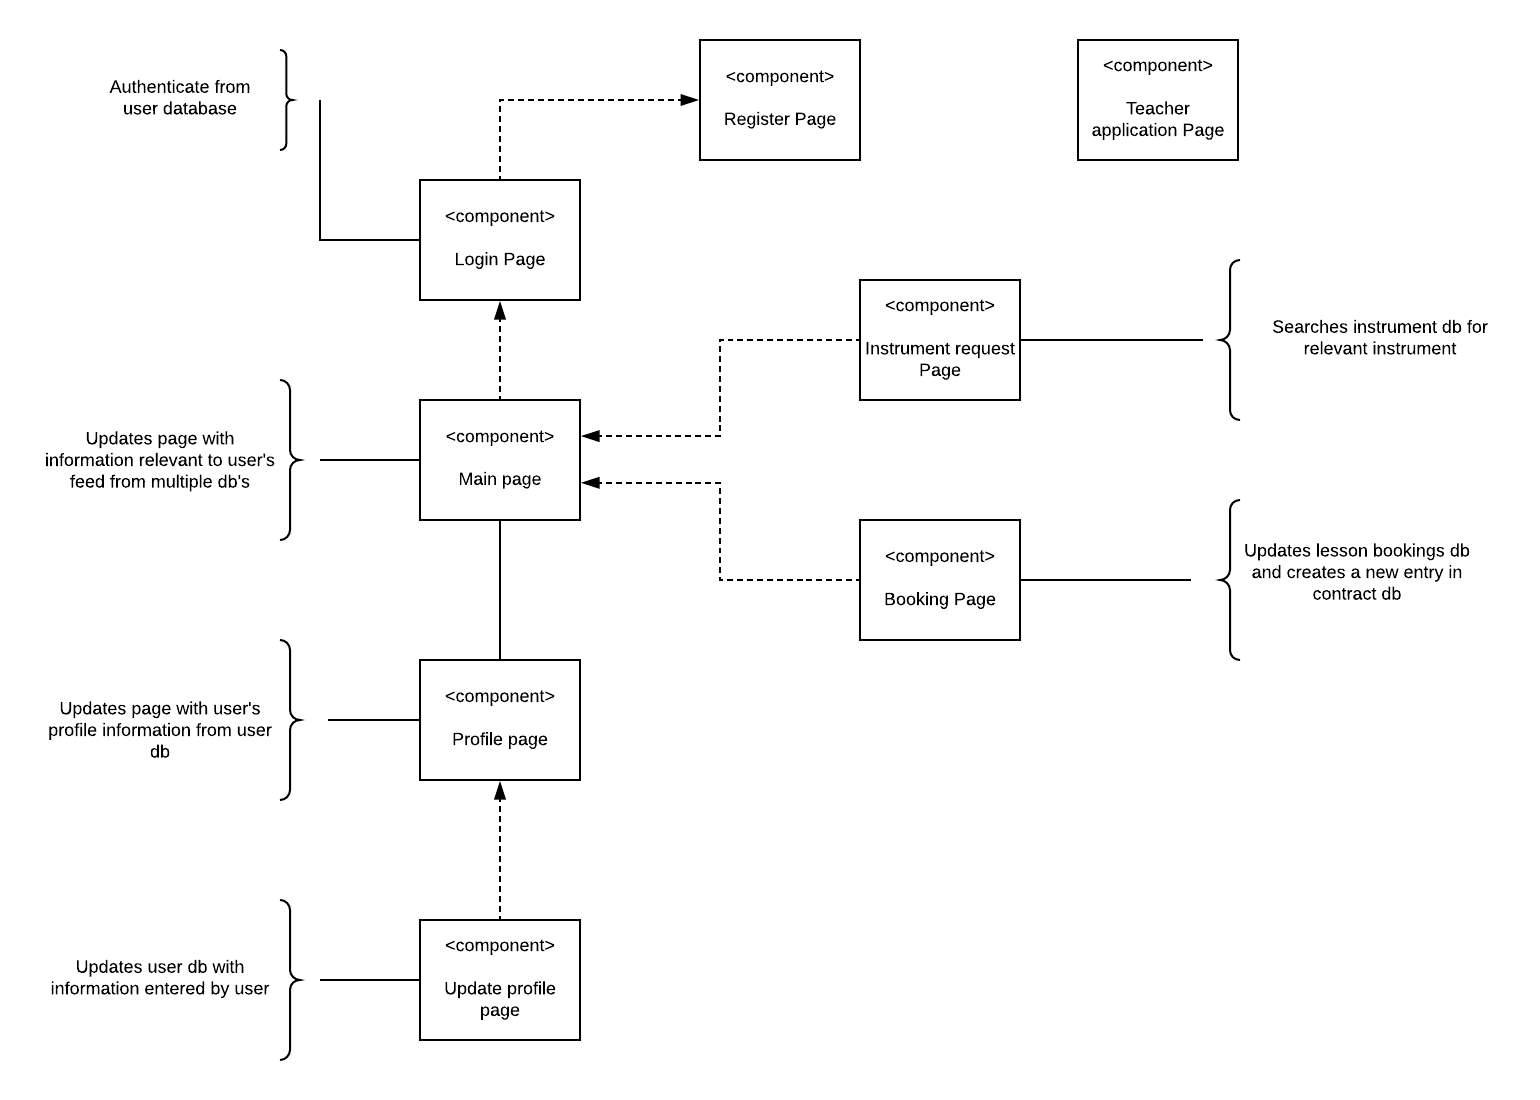 Authenticate from
user database
<component>
Register Page
<component>
Teacher
application Page
<component>
Login Page
<component>
Instrument request
Page
Searches instrument db for
relevant instrument
Updates page with
information relevant to user's
feed from multiple db's
<component>
Main page
<component>
Booking Page
Updates lesson bookings db
and creates a new entry in
contract db
Updates page with user's
profile information from user
db
<component>
Profile page
Updates user db with
information entered by user
<component>
Update profile
page